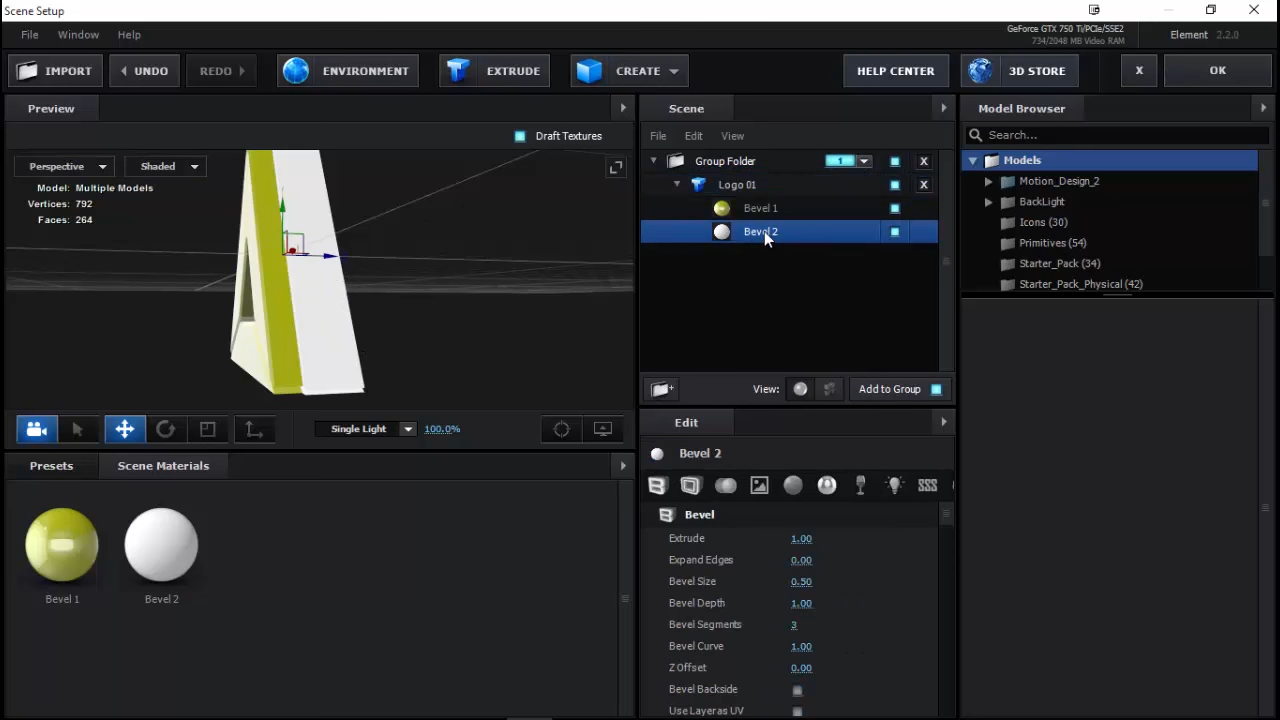 Scene Setup
File Window Help
GeForce GTX 750 Ti/PCIe/SSE2
734/2048 MB Video RAM
Element 2.2.0
IMPORT UNDO REDO ENVIRONMENT EXTRUDE CREATE HELP CENTER 3D STORE X OK
Preview
Draft Textures
Perspective Shaded
Model: Multiple Models
Vertices: 792
Faces: 264
Single Light 100.0%
Presets Scene Materials
Bevel 1 Bevel 2
Scene
File Edit View
Group Folder 1 X
Logo 01 X
Bevel 1
Bevel 2
View: Add to Group
Edit
Bevel 2
Bevel
Extrude 1.00
Expand Edges 0.00
Bevel Size 0.50
Bevel Depth 1.00
Bevel Segments 3
Bevel Curve 1.00
Z Offset 0.00
Bevel Backside
Use Layer as UV
Model Browser
Search...
Models
Motion_Design_2
BackLight
Icons (30)
Primitives (54)
Starter_Pack (34)
Starter_Pack_Physical (42)